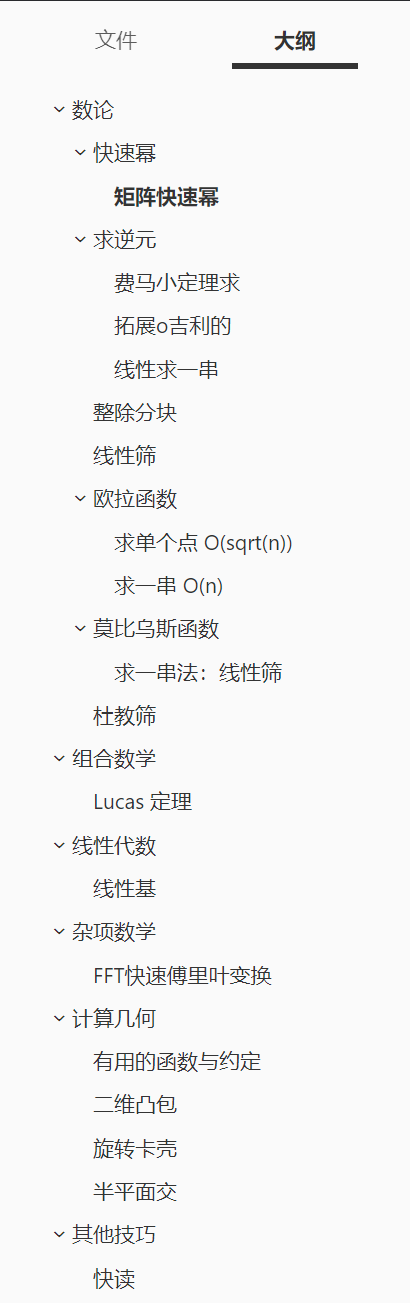 文件 大纲
数论
快速幂
矩阵快速幂
求逆元
费马小定理求
拓展o吉利的
线性求一串
整除分块
线性筛
欧拉函数
求单个点 O(sqrt(n))
求一串 O(n)
莫比乌斯函数
求一串法：线性筛
杜教筛
组合数学
Lucas 定理
线性代数
线性基
杂项数学
FFT快速傅里叶变换
计算几何
有用的函数与约定
二维凸包
旋转卡壳
半平面交
其他技巧
快读